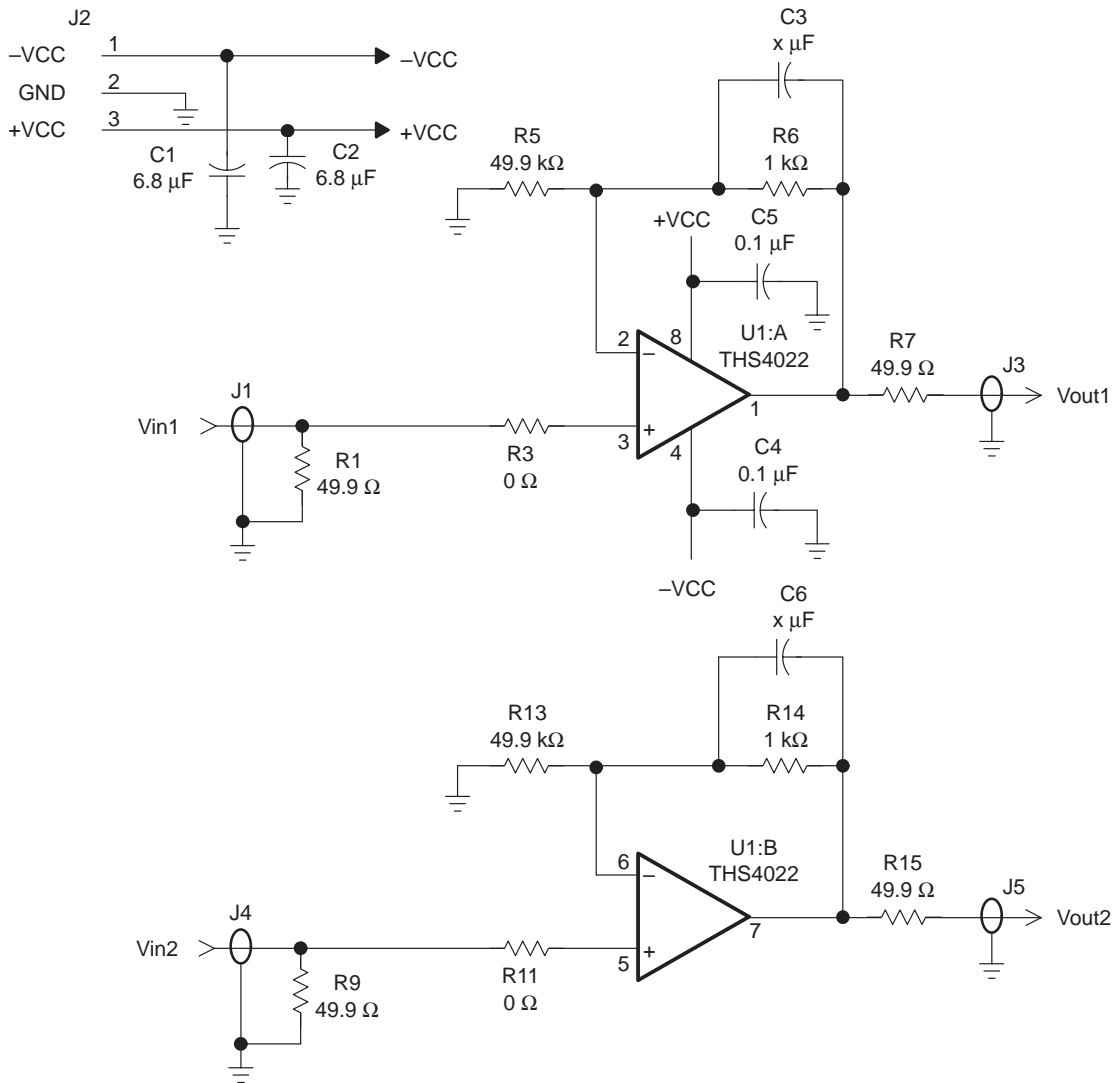 J2
–VCC 1 –VCC
GND 2
+VCC 3 +VCC
C1
6.8 µF
C2
6.8 µF
C3
x µF
R5
49.9 kΩ
R6
1 kΩ
+VCC
C5
0.1 µF
2 – 8
U1:A
THS4022
1
R7
49.9 Ω
J3
Vout1
J1
Vin1
R1
49.9 Ω
R3
0 Ω
3 + 4
C4
0.1 µF
–VCC
C6
x µF
R13
49.9 kΩ
R14
1 kΩ
6 –
U1:B
THS4022
7
R15
49.9 Ω
J5
Vout2
J4
Vin2
R9
49.9 Ω
R11
0 Ω
5 +